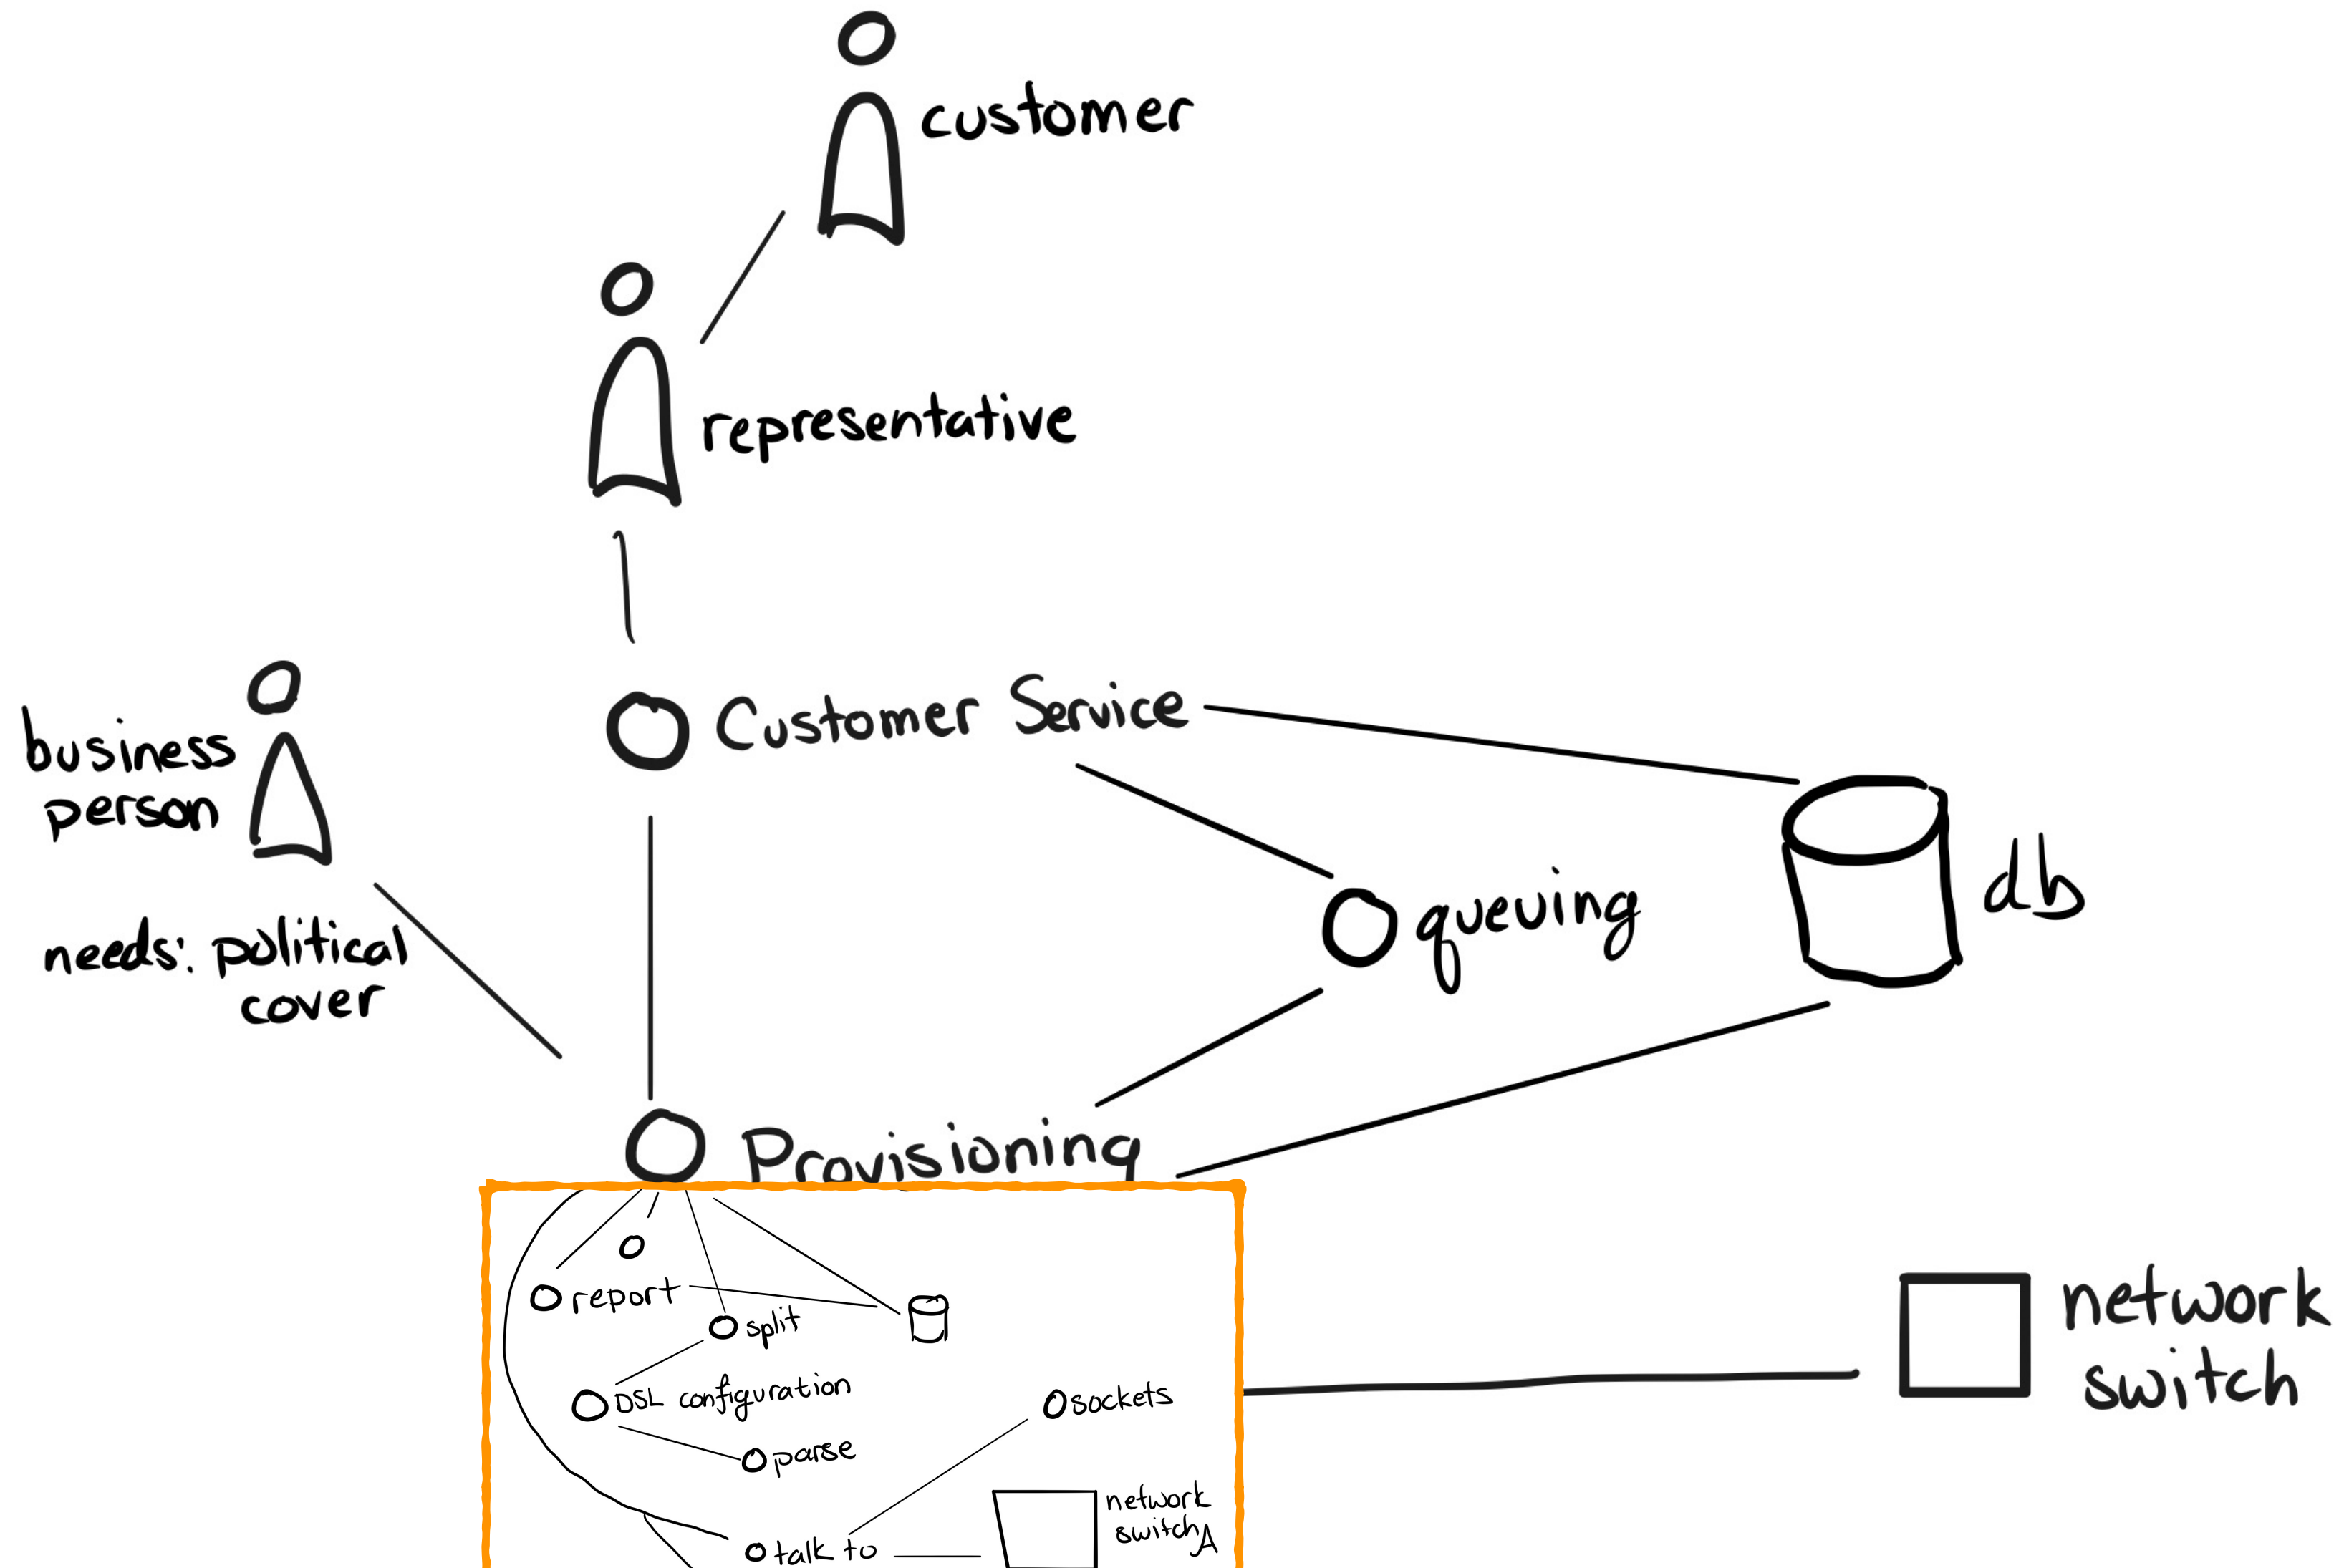 customer
representative
Customer Service
business
person
needs: political
cover
queuing
db
Provisioning
report
split
DSL configuration
parse
sockets
talk to
network
switch A
network
switch